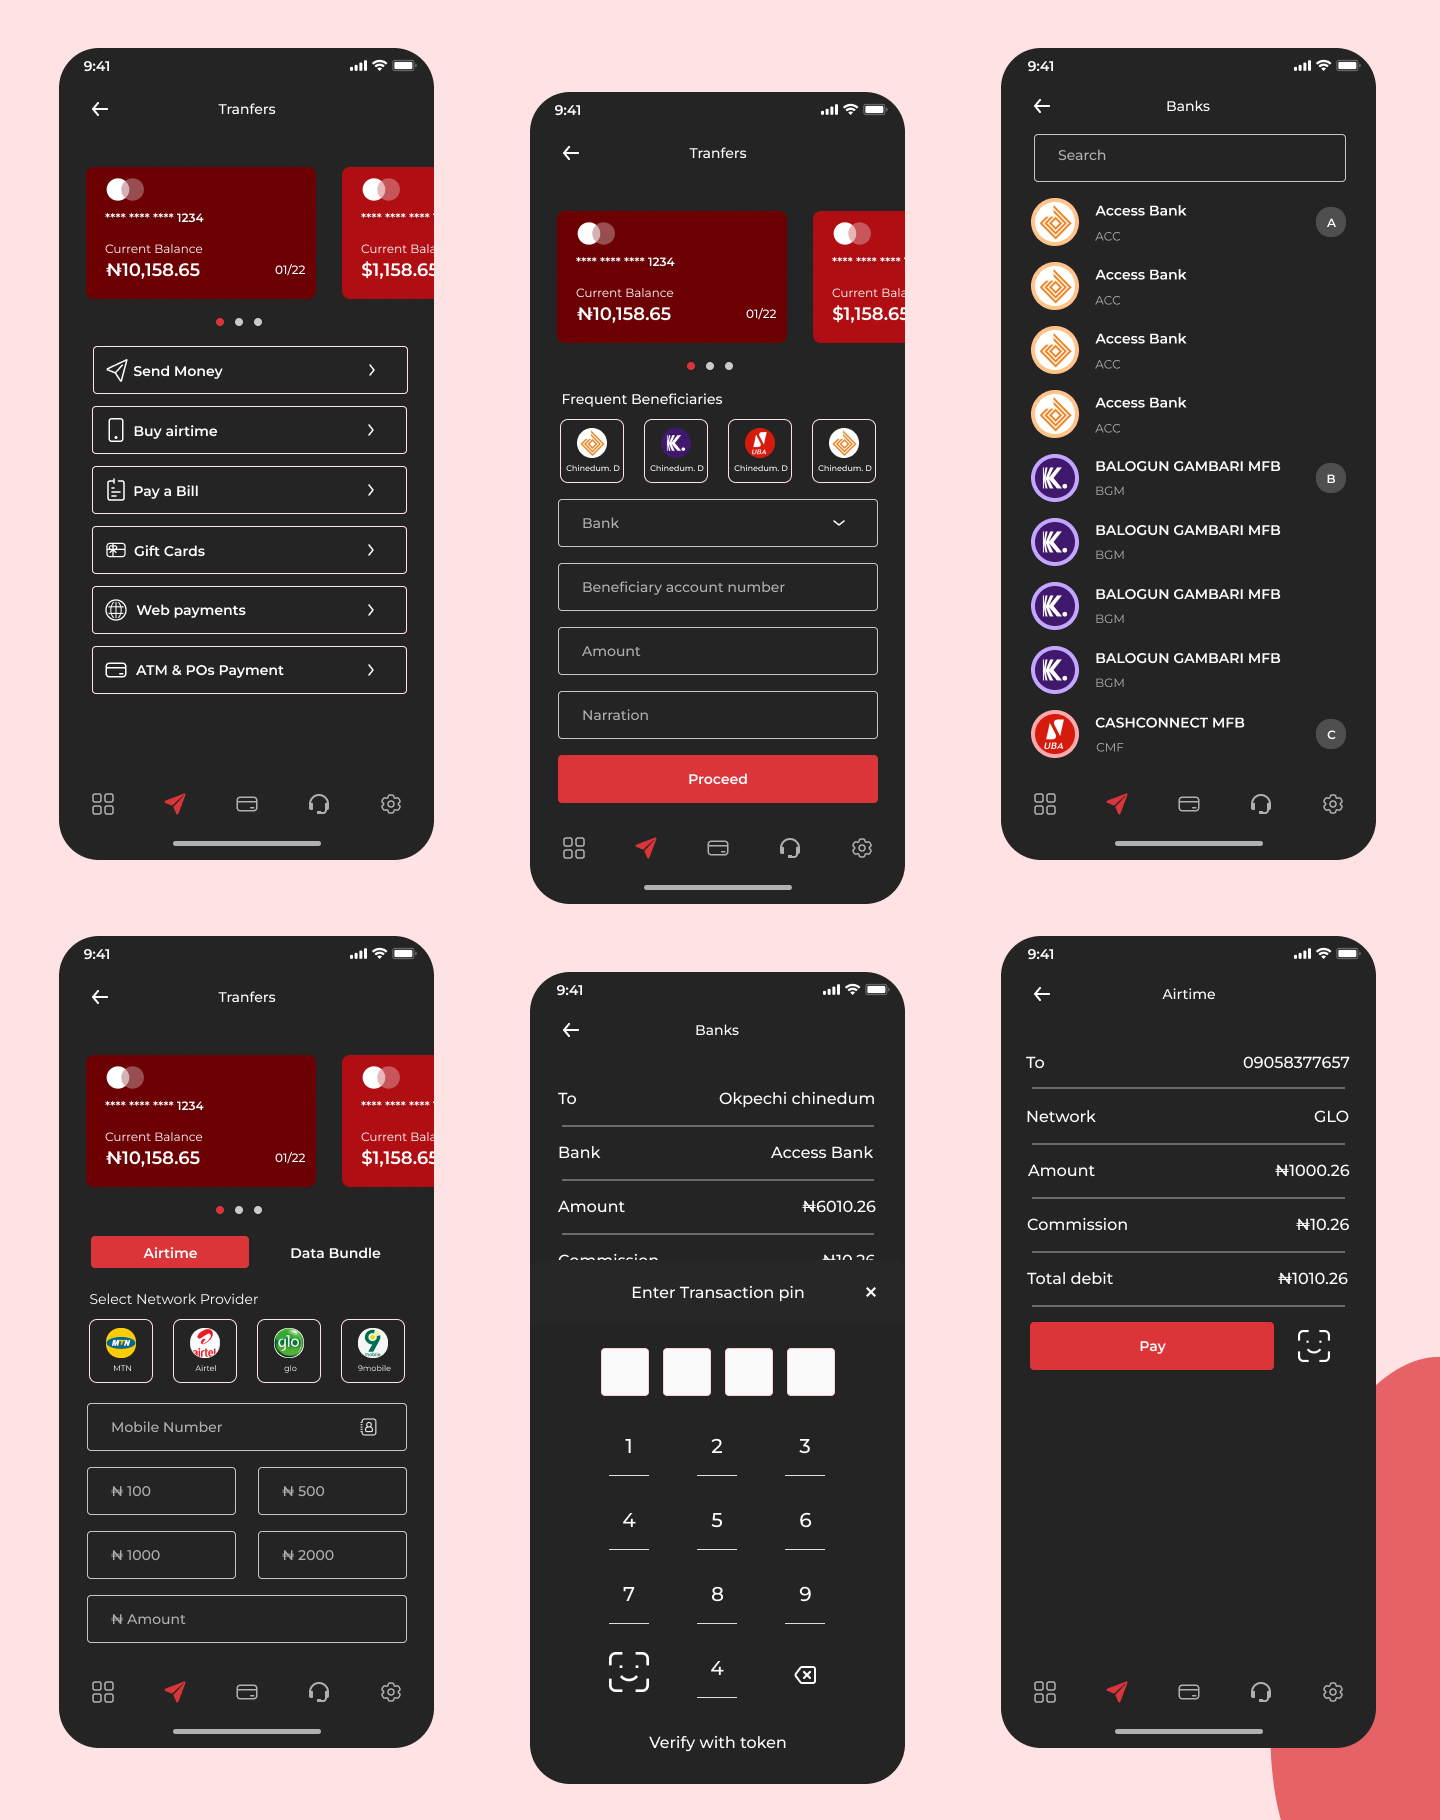 9:41
Tranfers
**** **** **** 1234
Current Balance
₦10,158.65
01/22
**** **** ****
Current Bala
$1,158.65
Send Money
Buy airtime
Pay a Bill
Gift Cards
Web payments
ATM & POs Payment
9:41
Tranfers
**** **** **** 1234
Current Balance
₦10,158.65
01/22
**** **** ****
Current Bala
$1,158.65
Frequent Beneficiaries
K.
UBA
Chinedum. D
Chinedum. D
Chinedum. D
Chinedum. D
Bank
Beneficiary account number
Amount
Narration
Proceed
9:41
Banks
Search
Access Bank
ACC
A
Access Bank
ACC
Access Bank
ACC
Access Bank
ACC
K.
BALOGUN GAMBARI MFB
BGM
B
K.
BALOGUN GAMBARI MFB
BGM
K.
BALOGUN GAMBARI MFB
BGM
K.
BALOGUN GAMBARI MFB
BGM
UBA
CASHCONNECT MFB
CMF
C
9:41
Tranfers
**** **** **** 1234
Current Balance
₦10,158.65
01/22
**** **** ****
Current Bala
$1,158.65
Airtime
Data Bundle
Select Network Provider
MTN
airtel
glo
9
mobile
MTN
Airtel
glo
9mobile
Mobile Number
₦ 100
₦ 500
₦ 1000
₦ 2000
₦ Amount
9:41
Banks
To
Okpechi chinedum
Bank
Access Bank
Amount
₦6010.26
Commission
₦10.26
Enter Transaction pin
1
2
3
4
5
6
7
8
9
4
Verify with token
9:41
Airtime
To
09058377657
Network
GLO
Amount
₦1000.26
Commission
₦10.26
Total debit
₦1010.26
Pay